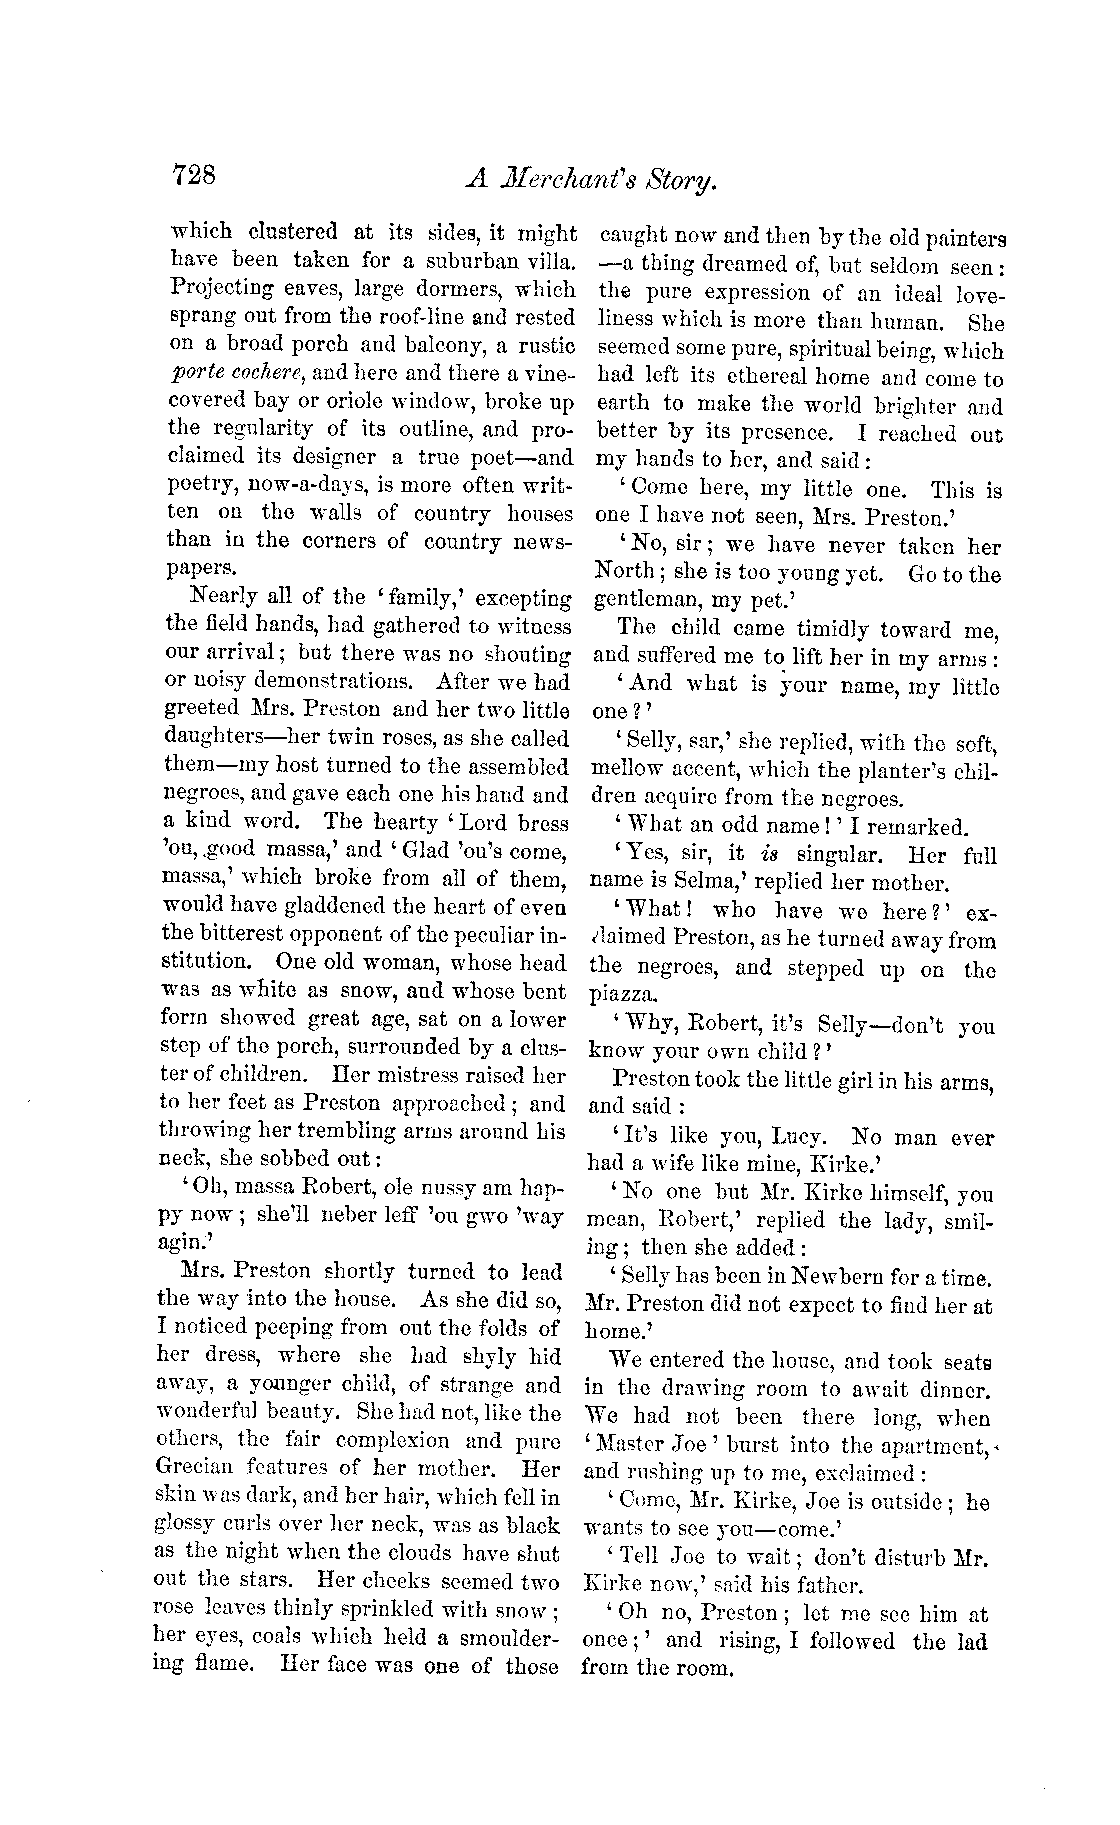 728
A Merchant's Story.
which clustered at its sides, it might
have been taken for a suburban villa.
Projecting eaves, large dormers, which
sprang out from the roof-line and rested
on a broad porch and balcony, a rustic
porte cochere, and here and there a vine-
covered bay or oriole window, broke up
the regularity of its outline, and pro-
claimed its designer a true poet—and
poetry, now-a-days, is more often writ-
ten on the walls of country houses
than in the corners of country news-
papers.
Nearly all of the 'family,' excepting
the field hands, had gathered to witness
our arrival; but there was no shouting
or noisy demonstrations. After we had
greeted Mrs. Preston and her two little
daughters—her twin roses, as she called
them—my host turned to the assembled
negroes, and gave each one his hand and
a kind word. The hearty 'Lord bress
'ou, good massa,' and 'Glad 'ou's come,
massa,' which broke from all of them,
would have gladdened the heart of even
the bitterest opponent of the peculiar in-
stitution. One old woman, whose head
was as white as snow, and whose bent
form showed great age, sat on a lower
step of the porch, surrounded by a clus-
ter of children. Her mistress raised her
to her feet as Preston approached; and
throwing her trembling arms around his
neck, she sobbed out:
'Oh, massa Robert, ole nussy am hap-
py now; she'll neber leff 'ou gwo 'way
agin.'
Mrs. Preston shortly turned to lead
the way into the house. As she did so,
I noticed peeping from out the folds of
her dress, where she had shyly hid
away, a younger child, of strange and
wonderful beauty. She had not, like the
others, the fair complexion and pure
Grecian features of her mother. Her
skin was dark, and her hair, which fell in
glossy curls over her neck, was as black
as the night when the clouds have shut
out the stars. Her cheeks seemed two
rose leaves thinly sprinkled with snow;
her eyes, coals which held a smoulder-
ing flame. Her face was one of those
caught now and then by the old painters
—a thing dreamed of, but seldom seen:
the pure expression of an ideal love-
liness which is more than human. She
seemed some pure, spiritual being, which
had left its ethereal home and come to
earth to make the world brighter and
better by its presence. I reached out
my hands to her, and said:
'Come here, my little one. This is
one I have not seen, Mrs. Preston.'
'No, sir; we have never taken her
North; she is too young yet. Go to the
gentleman, my pet.'
The child came timidly toward me,
and suffered me to lift her in my arms:
'And what is your name, my little
one?'
'Selly, sar,' she replied, with the soft,
mellow accent, which the planter's chil-
dren acquire from the negroes.
'What an odd name!' I remarked.
'Yes, sir, it is singular. Her full
name is Selma,' replied her mother.
'What! who have we here?' ex-
claimed Preston, as he turned away from
the negroes, and stepped up on the
piazza.
'Why, Robert, it's Selly—don't you
know your own child?'
Preston took the little girl in his arms,
and said:
'It's like you, Lucy. No man ever
had a wife like mine, Kirke.'
'No one but Mr. Kirke himself, you
mean, Robert,' replied the lady, smil-
ing; then she added:
'Selly has been in Newbern for a time.
Mr. Preston did not expect to find her at
home.'
We entered the house, and took seats
in the drawing room to await dinner.
We had not been there long, when
'Master Joe' burst into the apartment,
and rushing up to me, exclaimed:
'Come, Mr. Kirke, Joe is outside; he
wants to see you—come.'
'Tell Joe to wait; don't disturb Mr.
Kirke now,' said his father.
'Oh no, Preston; let me see him at
once;' and rising, I followed the lad
from the room.